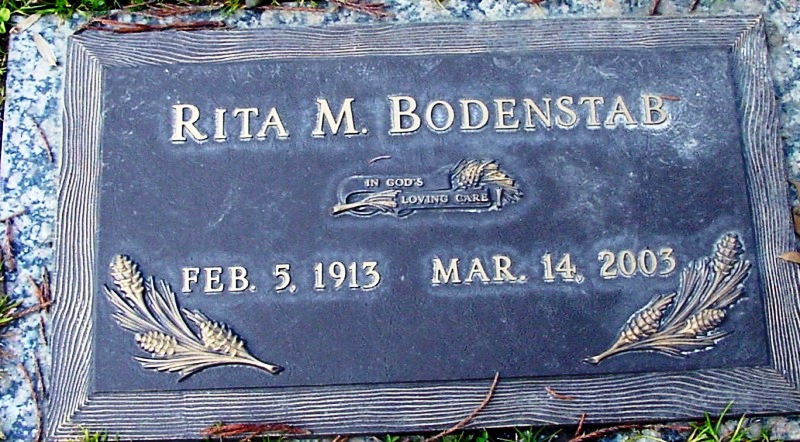 RITA M. BODENSTAB
IN GOD'S
LOVING CARE
FEB. 5, 1913 MAR. 14, 2003